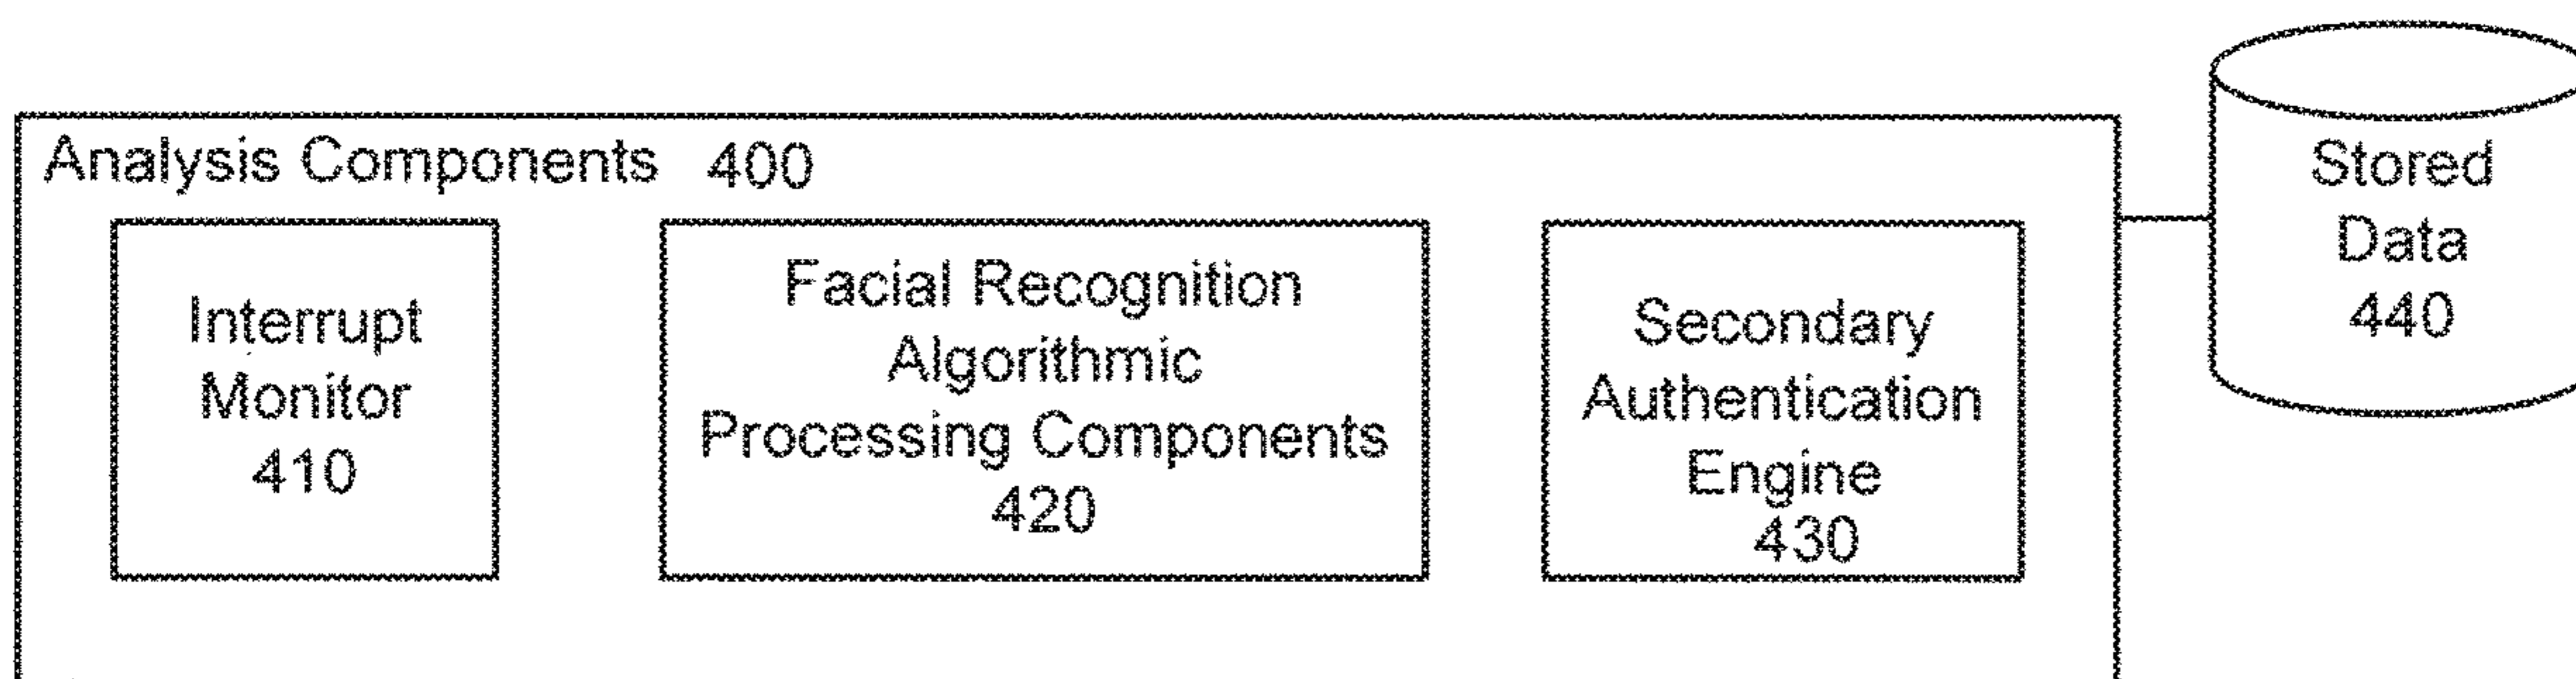 Analysis Components 400
Interrupt
Monitor
410
Facial Recognition
Algorithmic
Processing Components
420
Secondary
Authentication
Engine
430
Stored
Data
440